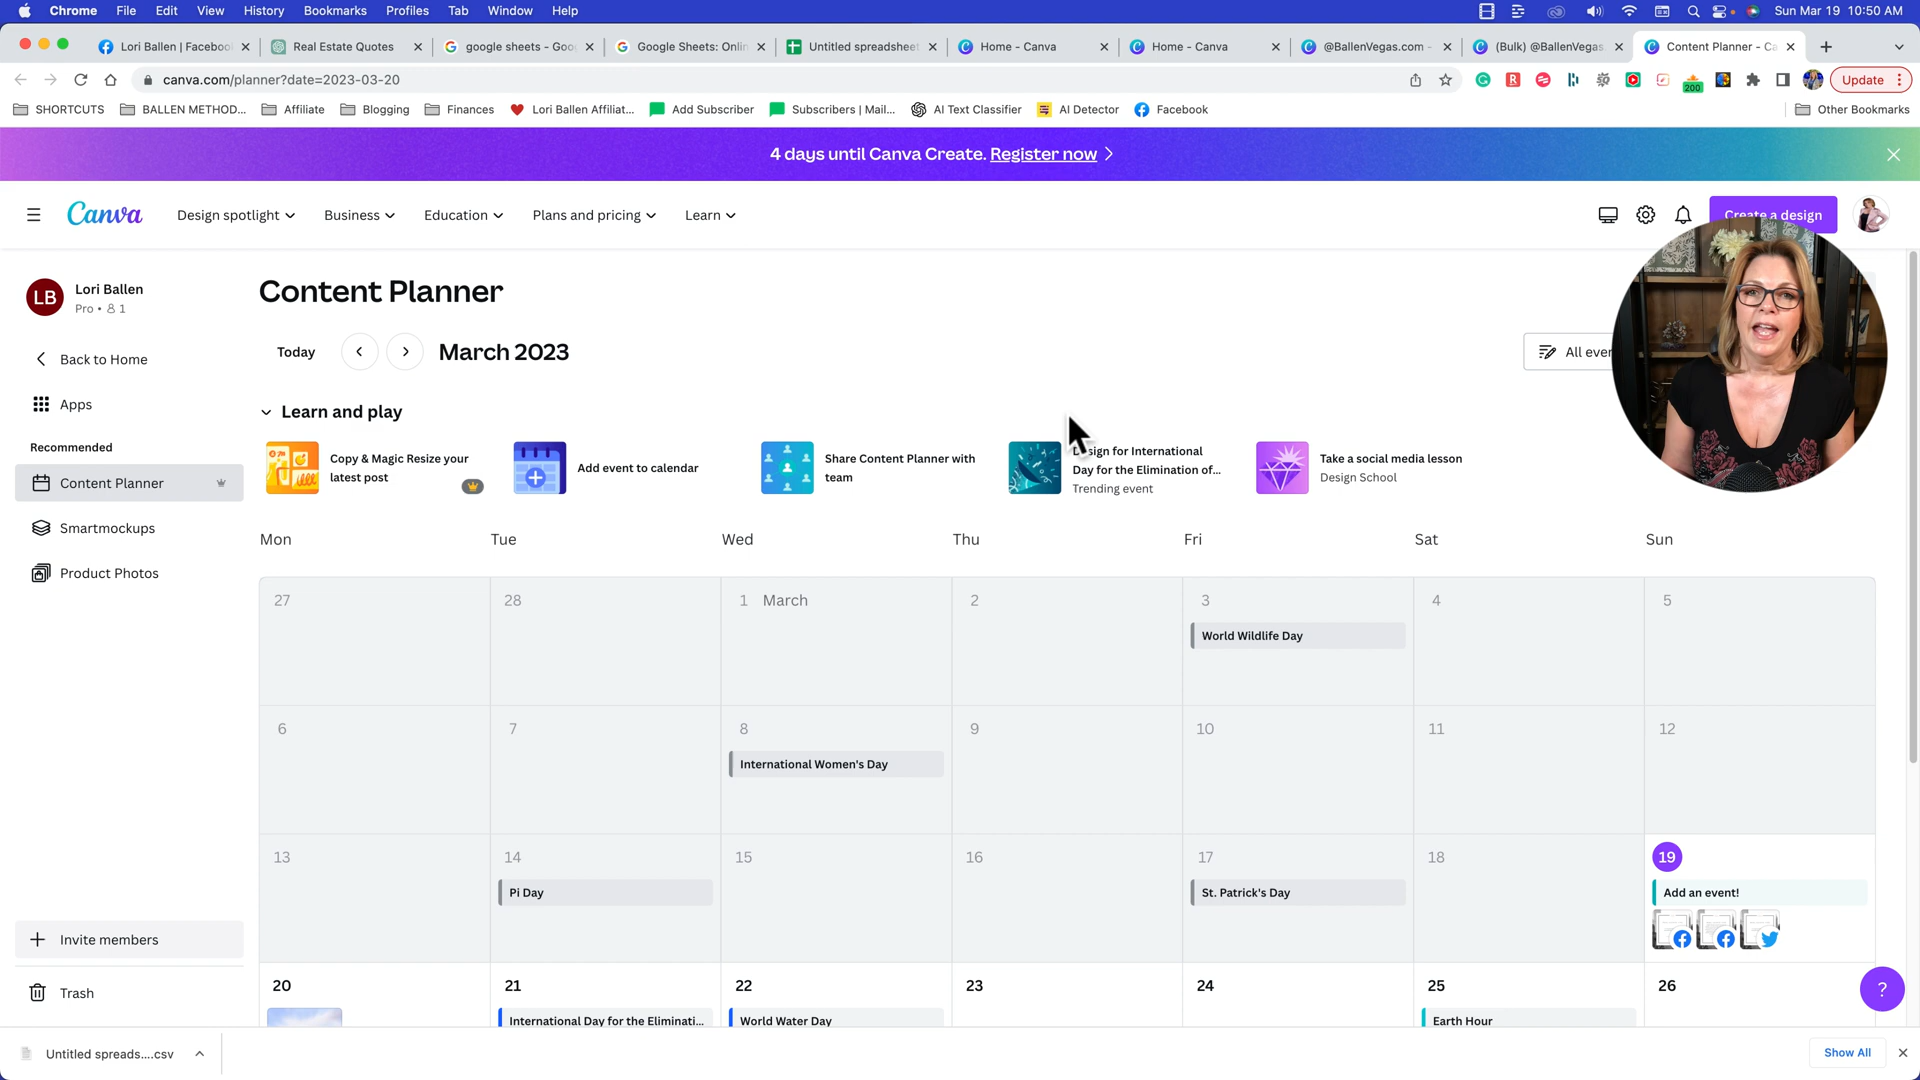 Chrome File Edit View History Bookmarks Profiles Tab Window Help
Sun Mar 19 10:50 AM
Lori Ballen | Faceboo
Real Estate Quotes
google sheets - Goo
Google Sheets: Onlin
Untitled spreadsheet
Home - Canva
Home - Canva
@BallenVegas.com -
(Bulk) @BallenVegas
Content Planner - Ca
canva.com/planner?date=2023-03-20
200
Update
SHORTCUTS
BALLEN METHOD...
Affiliate
Blogging
Finances
Lori Ballen Affiliat...
Add Subscriber
Subscribers | Mail...
AI Text Classifier
AI Detector
Facebook
Other Bookmarks
4 days until Canva Create. Register now
Canva
Design spotlight
Business
Education
Plans and pricing
Learn
Create a design
LB
Lori Ballen
Pro • 1
Back to Home
Apps
Recommended
Content Planner
Smartmockups
Product Photos
Invite members
Trash
Content Planner
Today
March 2023
All ever
Learn and play
Copy & Magic Resize your
latest post
Add event to calendar
Share Content Planner with
team
sign for International
Day for the Elimination of...
Trending event
Take a social media lesson
Design School
Mon Tue Wed Thu Fri Sat Sun
27 28 1 March 2 3 4 5
World Wildlife Day
6 7 8 9 10 11 12
International Women's Day
13 14 15 16 17 18 19
Pi Day
St. Patrick's Day
Add an event!
20 21 22 23 24 25 26
International Day for the Eliminati...
World Water Day
Earth Hour
?
Untitled spreads....csv
Show All